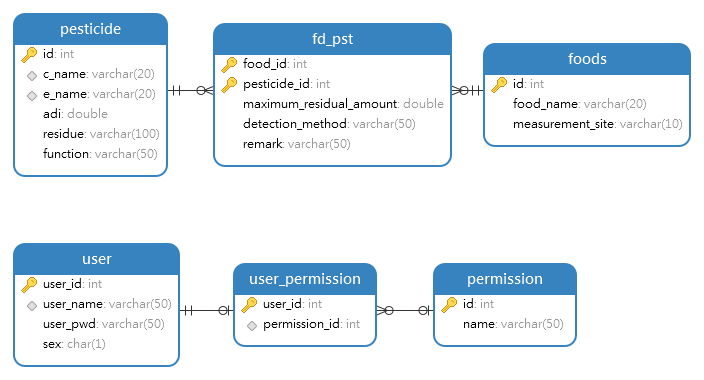 pesticide
id: int
c_name: varchar(20)
e_name: varchar(20)
adi: double
residue: varchar(100)
function: varchar(50)
fd_pst
food_id: int
pesticide_id: int
maximum_residual_amount: double
detection_method: varchar(50)
remark: varchar(50)
foods
id: int
food_name: varchar(20)
measurement_site: varchar(10)
user
user_id: int
user_name: varchar(50)
user_pwd: varchar(50)
sex: char(1)
user_permission
user_id: int
permission_id: int
permission
id: int
name: varchar(50)